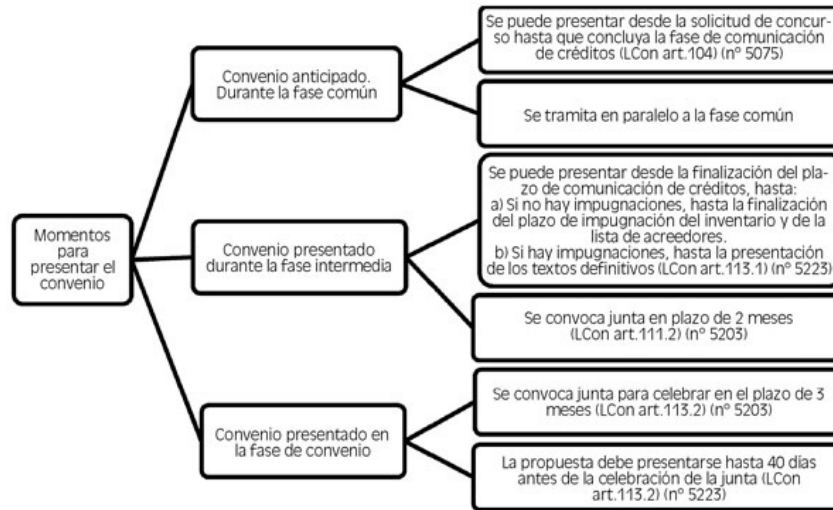 Momentos
para
presentar el
convenio
Convenio anticipado.
Durante la fase común
Se puede presentar desde la solicitud de concur-
so hasta que concluya la fase de comunicación
de créditos (LCon art.104) (nº 5075)
Se tramita en paralelo a la fase común
Convenio presentado
durante la fase intermedia
Se puede presentar desde la finalización del pla-
zo de comunicación de créditos, hasta:
a) Si no hay impugnaciones, hasta la finalización
del plazo de impugnación del inventario y de la
lista de acreedores.
b) Si hay impugnaciones, hasta la presentación
de los textos definitivos (LCon art.113.1) (nº 5223)
Se convoca junta en plazo de 2 meses
(LCon art.111.2) (nº 5203)
Convenio presentado en
la fase de convenio
Se convoca junta para celebrar en el plazo de 3
meses (LCon art.113.2) (nº 5203)
La propuesta debe presentarse hasta 40 días
antes de la celebración de la junta (LCon
art.113.2) (nº 5223)